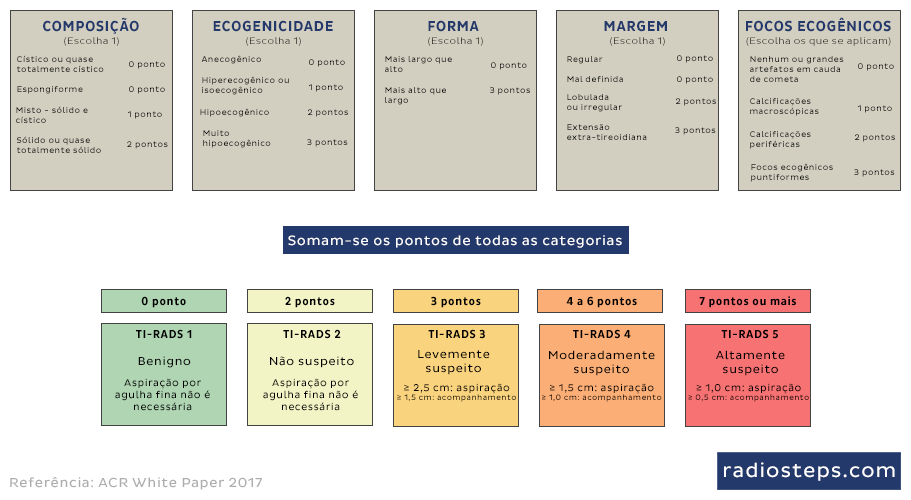 COMPOSIÇÃO
(Escolha 1)
Cístico ou quase
totalmente cístico
0 ponto
Espongiforme
0 ponto
Misto - sólido e
cístico
1 ponto
Sólido ou quase
totalmente sólido
2 pontos
ECOGENICIDADE
(Escolha 1)
Anecogênico
0 ponto
Hiperecogênico ou
isoecogênico
1 ponto
Hipoecogênico
2 pontos
Muito
hipoecogênico
3 pontos
FORMA
(Escolha 1)
Mais largo que
alto
0 ponto
Mais alto que
largo
3 pontos
MARGEM
(Escolha 1)
Regular
0 ponto
Mal definida
0 ponto
Lobulada
ou irregular
2 pontos
Extensão
extra-tireoidiana
3 pontos
FOCOS ECOGÊNICOS
(Escolha os que se aplicam)
Nenhum ou grandes
artefatos em cauda
de cometa
0 ponto
Calcificações
macroscópicas
1 ponto
Calcificações
periféricas
2 pontos
Focos ecogênicos
puntiformes
3 pontos
Somam-se os pontos de todas as categorias
0 ponto
2 pontos
3 pontos
4 a 6 pontos
7 pontos ou mais
TI-RADS 1
Benigno
Aspiração por
agulha fina não é
necessária
TI-RADS 2
Não suspeito
Aspiração por
agulha fina não é
necessária
TI-RADS 3
Levemente
suspeito
≥ 2,5 cm: aspiração
≥ 1,5 cm: acompanhamento
TI-RADS 4
Moderadamente
suspeito
≥ 1,5 cm: aspiração
≥ 1,0 cm: acompanhamento
TI-RADS 5
Altamente
suspeito
≥ 1,0 cm: aspiração
≥ 0,5 cm: acompanhamento
Referência: ACR White Paper 2017
radiosteps.com